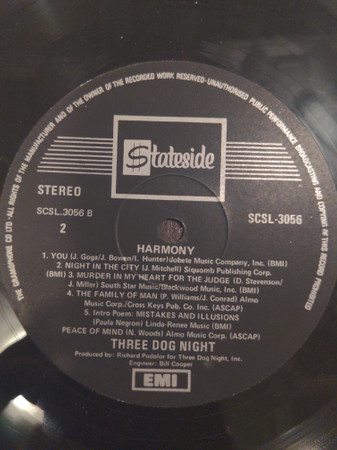 THE GRAMOPHONE CO LTD·ALL RIGHTS OF THE MANUFACTURER AND OF THE OWNER OF THE RECORDED WORK RESERVED·UNAUTHORISED PUBLIC PERFORMANCE BROADCASTING AND COPYING OF THIS RECORD PROHIBITED
Stateside
STEREO
SCSL.3056 B
2
SCSL-3056
HARMONY
1. YOU (J. Goga/J. Bowen/I. Hunter/Jobete Music Company, Inc. (BMI)
2. NIGHT IN THE CITY (J. Mitchell) Siquomb Publishing Corp.
(BMI) 3. MURDER IN MY HEART FOR THE JUDGE (D. Stevenson/
J. Miller) South Star Music/Blackwood Music, Inc. (BMI)
4. THE FAMILY OF MAN (P. Williams/J. Conrad) Almo
Music Corp./Cross Keys Pub. Co. Inc. (ASCAP)
5. Intro Poem: MISTAKES AND ILLUSIONS
(Paula Negron) Linda-Renee Music (BMI)
PEACE OF MIND (N. Woods) Almo Music Corp. (ASCAP)
THREE DOG NIGHT
Produced by: Richard Podolor for Three Dog Night, Inc.
Engineer: Bill Cooper
EMI